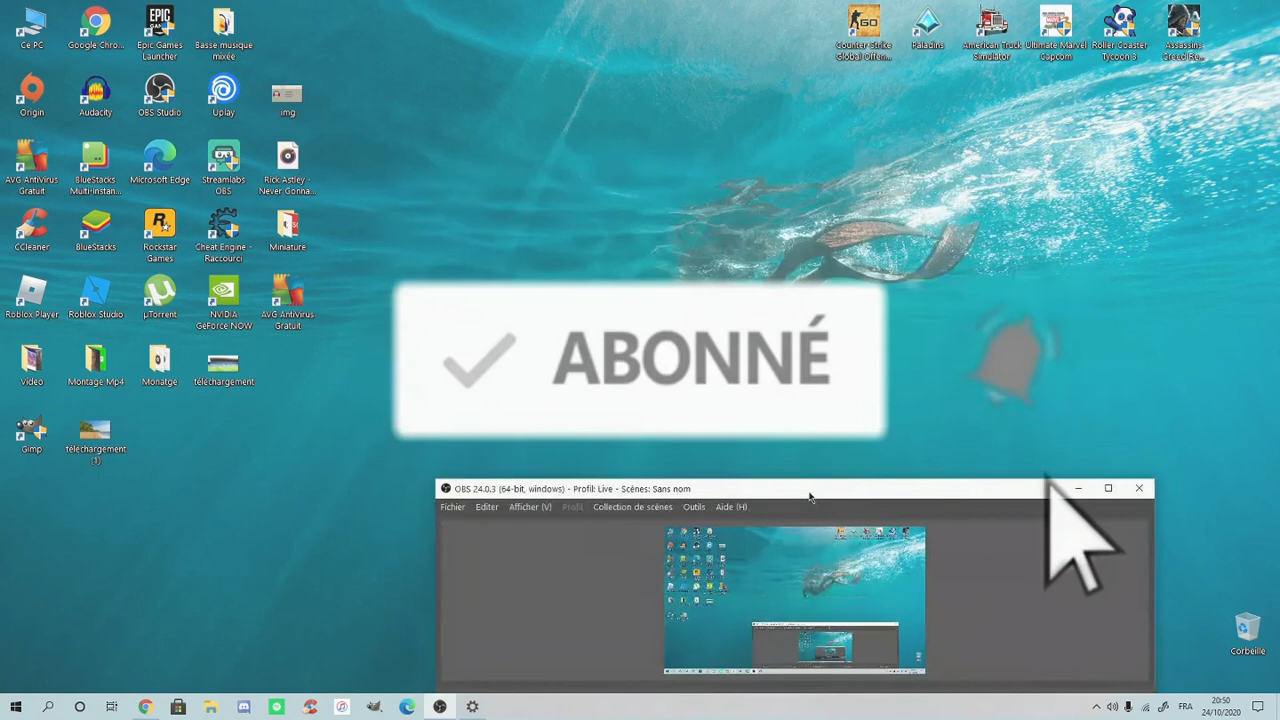 Ce PC
Google Chro...
Epic Games
Launcher
Basse musique
mixée
Counter Strike
Global Offen...
Paladins
American Truck
Simulator
Ultimate Marvel
Capcom
Roller Coaster
Tycoon 3
Assassins
Creed Re...
Origin
Audacity
OBS Studio
Uplay
img
AVG AntiVirus
Gratuit
BlueStacks
Multi-Instan...
Microsoft Edge
Streamlabs
OBS
Rick Astley -
Never Gonna...
CCleaner
BlueStacks
Rockstar
Games
Cheat Engine -
Raccourci
Miniature
Roblox Player
Roblox Studio
µTorrent
NVIDIA
GeForce NOW
AVG AntiVirus
Gratuit
Video
Montage Mp4
Monatge
téléchargement
Gimp
téléchargement
(1)
ABONNÉ
OBS 24.0.3 (64-bit, windows) - Profil: Live - Scènes: Sans nom
Fichier Editer Afficher (V) Profil Collection de scènes Outils Aide (H)
Corbeille
FRA
20:50
24/10/2020